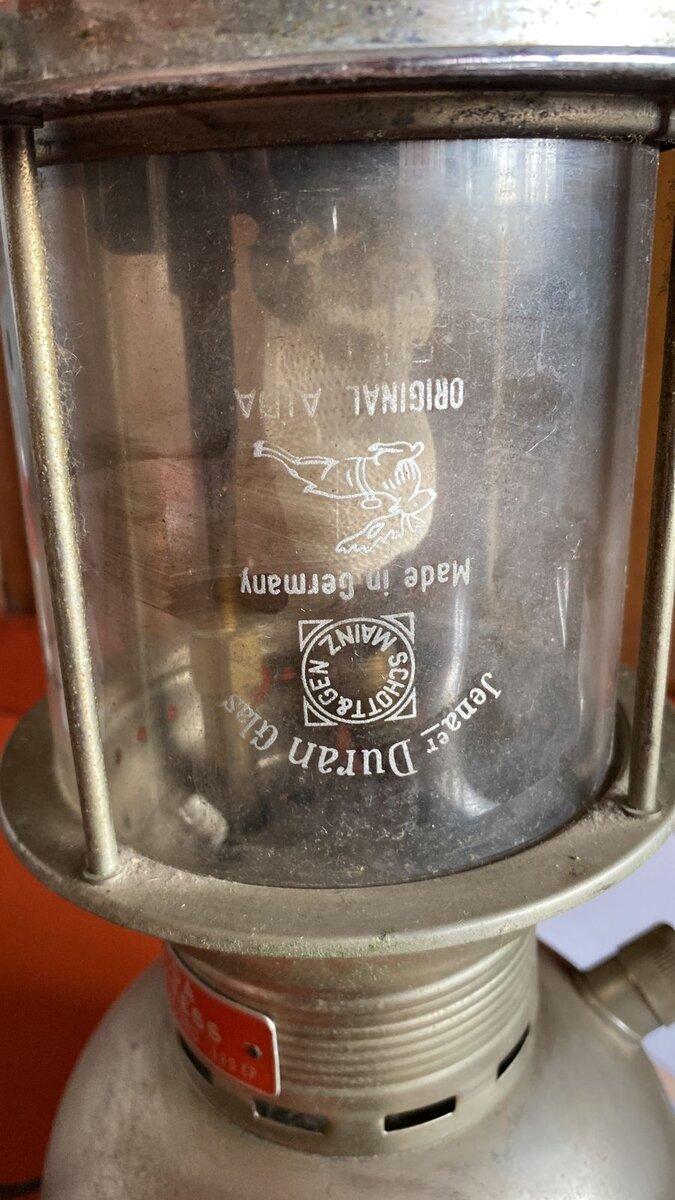 Jenaer Duran Glas
SCHOTT & GEN. MAINZ
Made in Germany
ORIGINAL AIDA